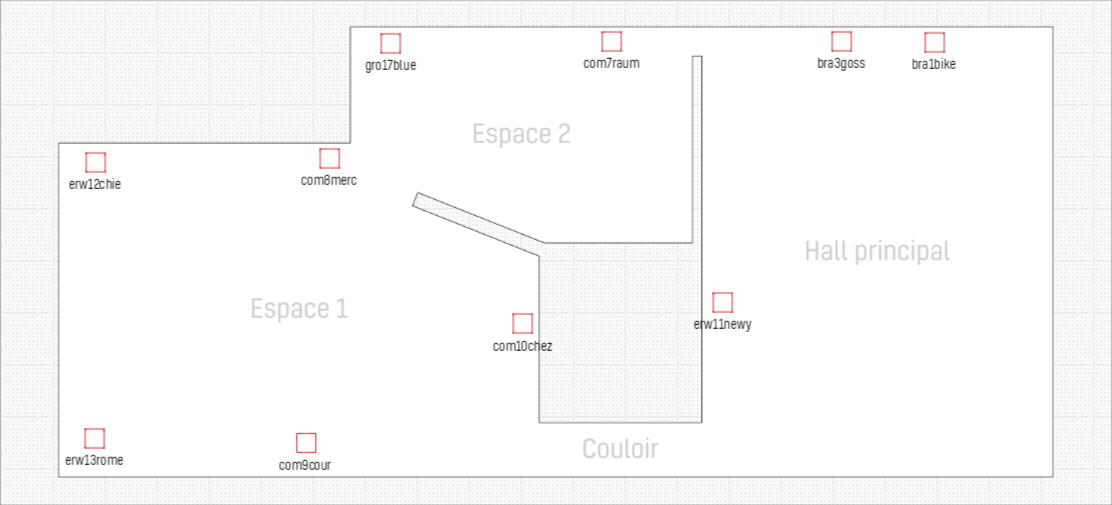 gro17blue
com7raum
bra3goss
bra1bike
Espace 2
erw12chie
com8merc
Hall principal
Espace 1
erw11newy
com10chez
Couloir
erw13rome
com9cour